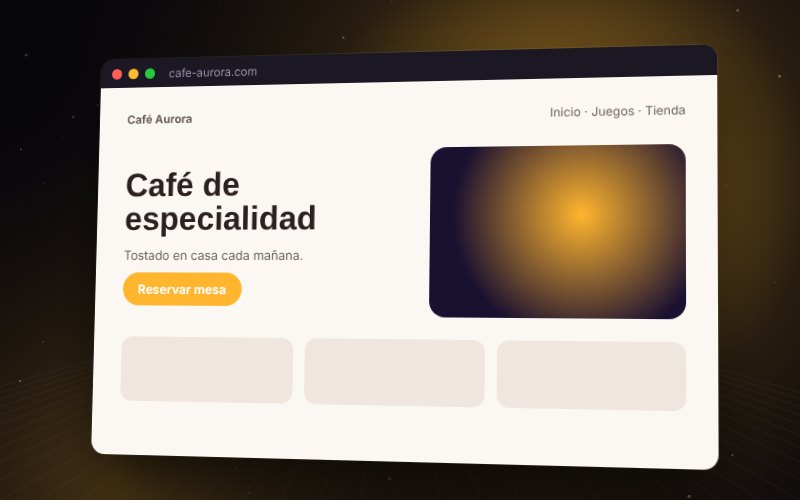 cafe-aurora.com
Café Aurora
Inicio · Juegos · Tienda
Café de
especialidad
Tostado en casa cada mañana.
Reservar mesa